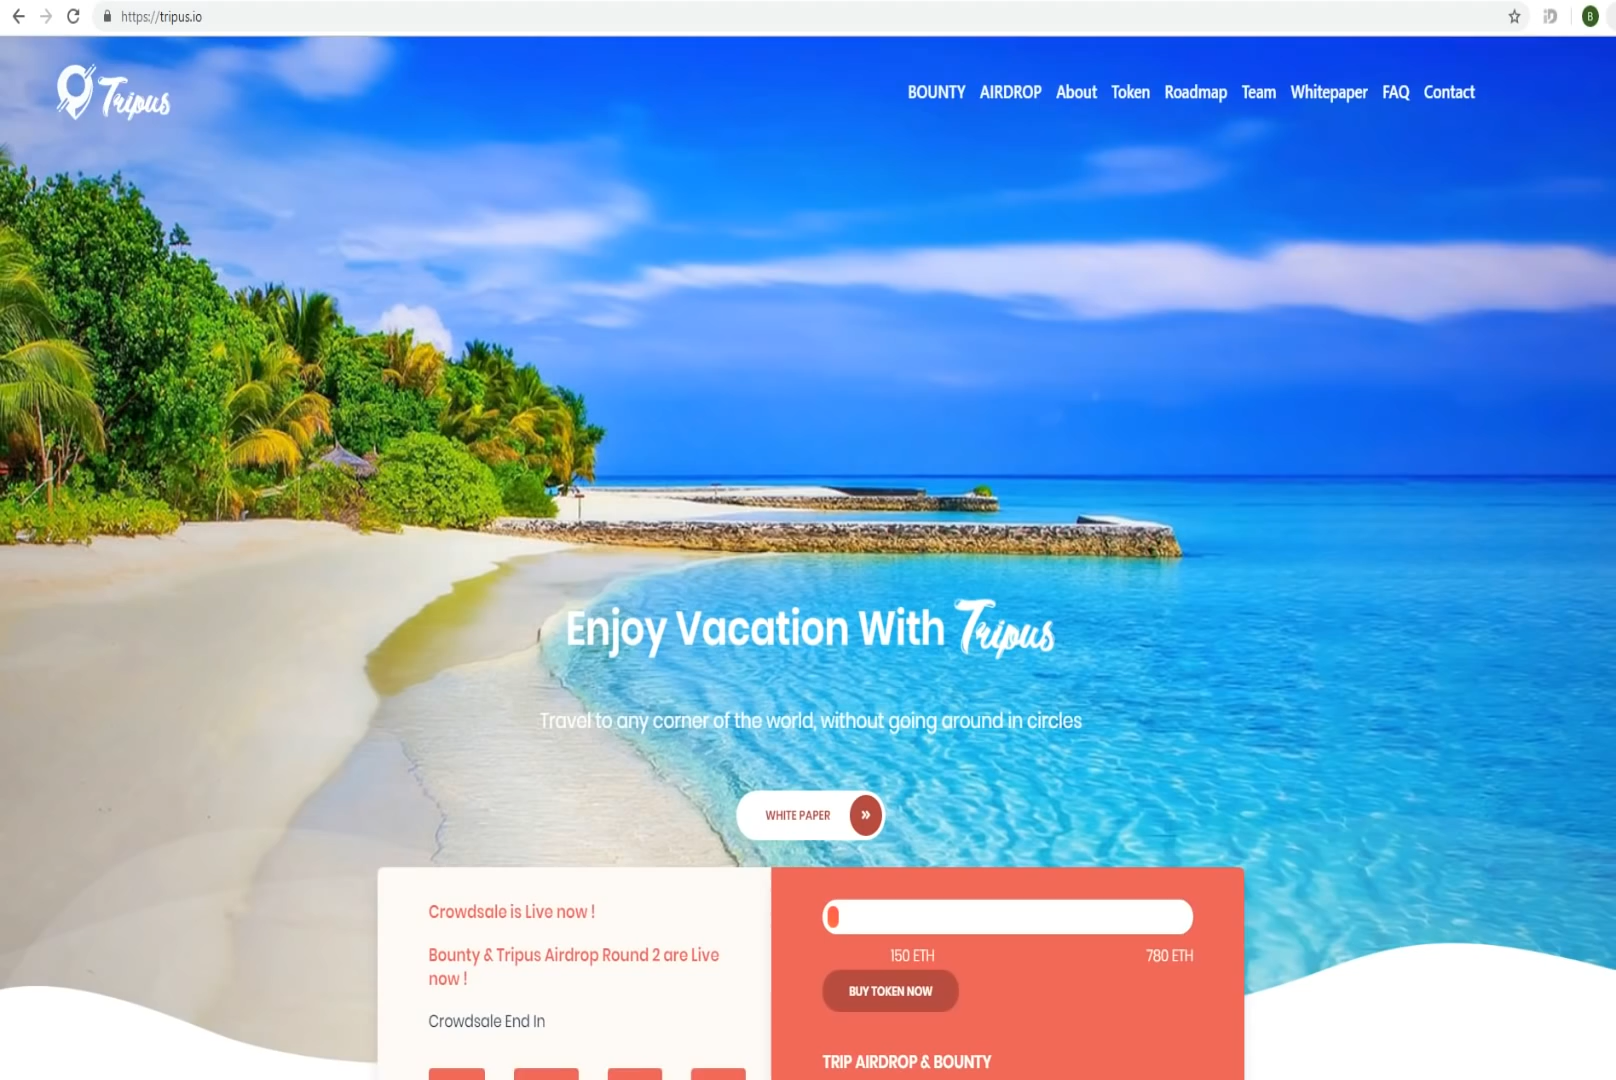 https://tripus.io
B
Tripus
BOUNTY AIRDROP About Token Roadmap Team Whitepaper FAQ Contact
Enjoy Vacation With Tripus
Travel to any corner of the world, without going around in circles
WHITE PAPER »
Crowdsale is Live now !
Bounty & Tripus Airdrop Round 2 are Live
now !
Crowdsale End In
150 ETH 780 ETH
BUY TOKEN NOW
TRIP AIRDROP & BOUNTY